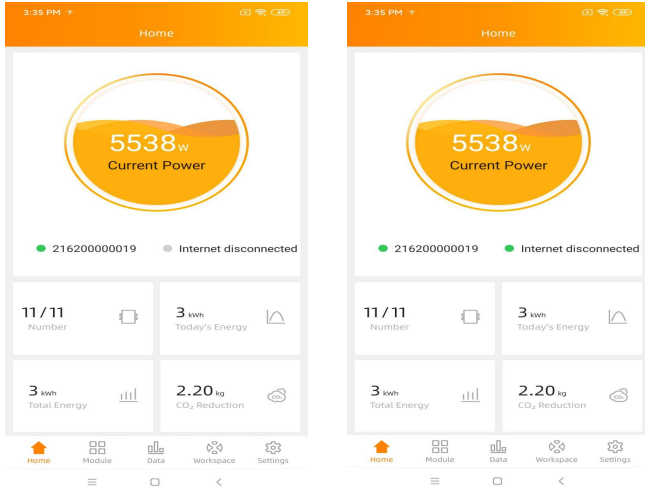 3:35 PM
Home
5538W
Current Power
216200000019
Internet disconnected
11/11
Number
3 kWh
Today's Energy
3 kWh
Total Energy
2.20 kg
CO₂ Reduction
Home
Module
Data
Workspace
Settings
3:35 PM
Home
5538W
Current Power
216200000019
Internet disconnected
11/11
Number
3 kWh
Today's Energy
3 kWh
Total Energy
2.20 kg
CO₂ Reduction
Home
Module
Data
Workspace
Settings